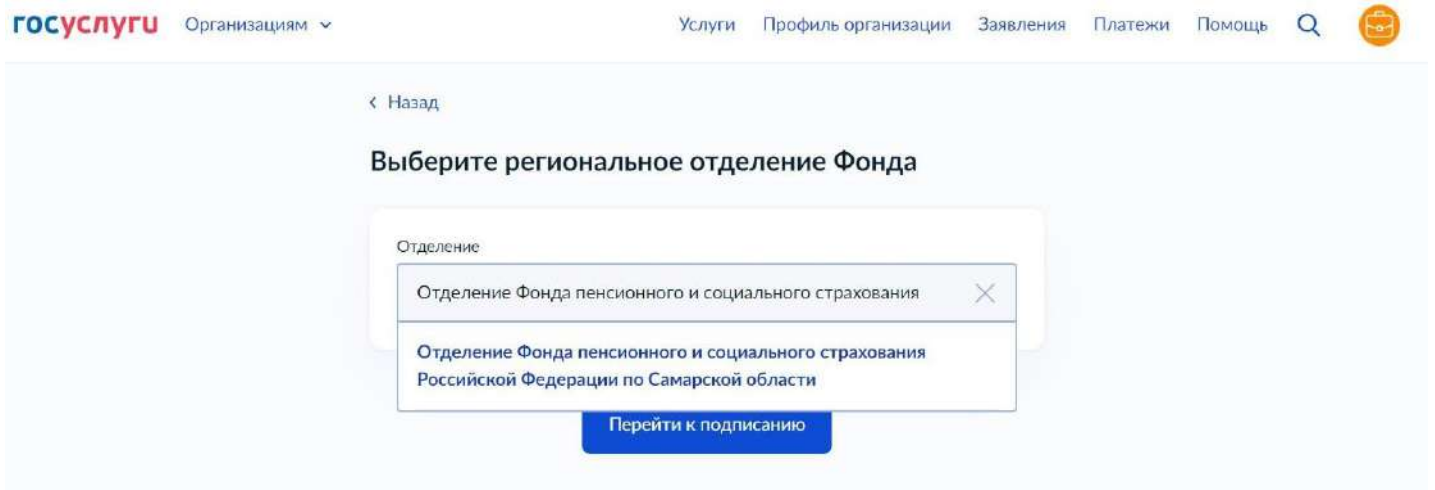 госуслуги Организациям Услуги Профиль организации Заявления Платежи Помощь
Назад
Выберите региональное отделение Фонда
Отделение
Отделение Фонда пенсионного и социального страхования
Отделение Фонда пенсионного и социального страхования
Российской Федерации по Самарской области
Перейти к подписанию